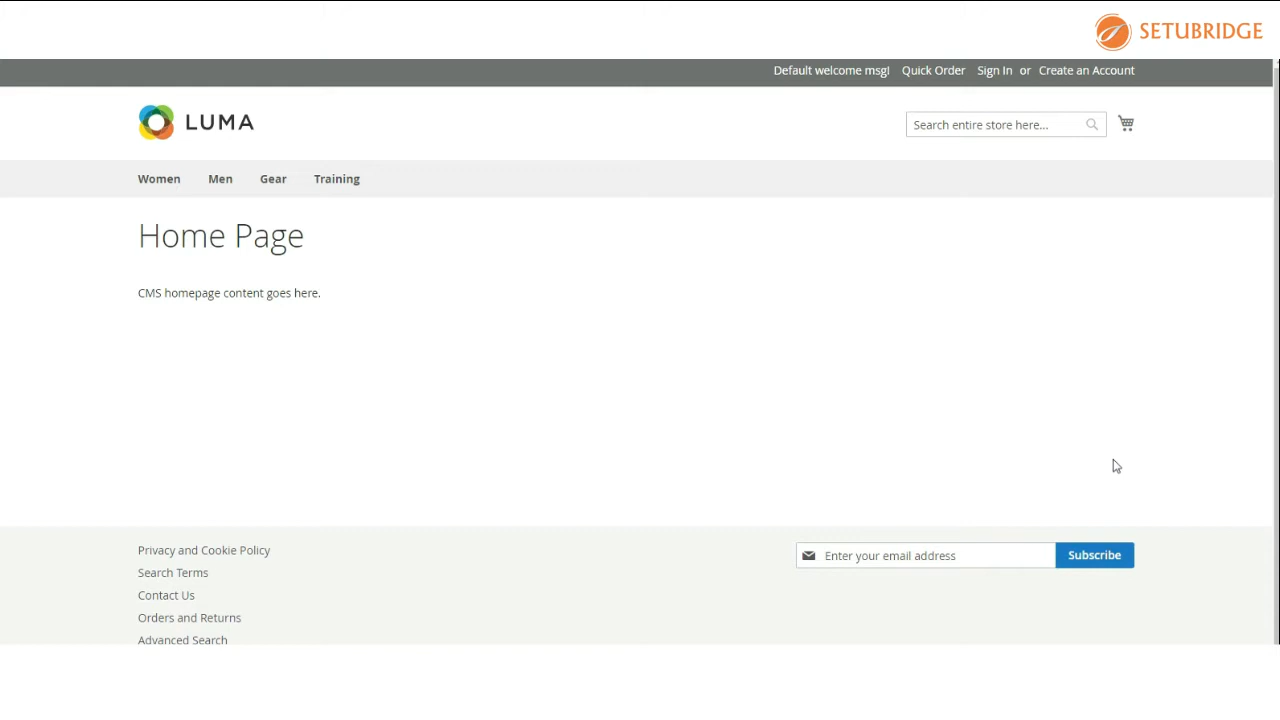 SETUBRIDGE
Default welcome msg! Quick Order Sign In or Create an Account
LUMA
Search entire store here...
Women Men Gear Training
Home Page
CMS homepage content goes here.
Privacy and Cookie Policy
Enter your email address Subscribe
Search Terms
Contact Us
Orders and Returns
Advanced Search